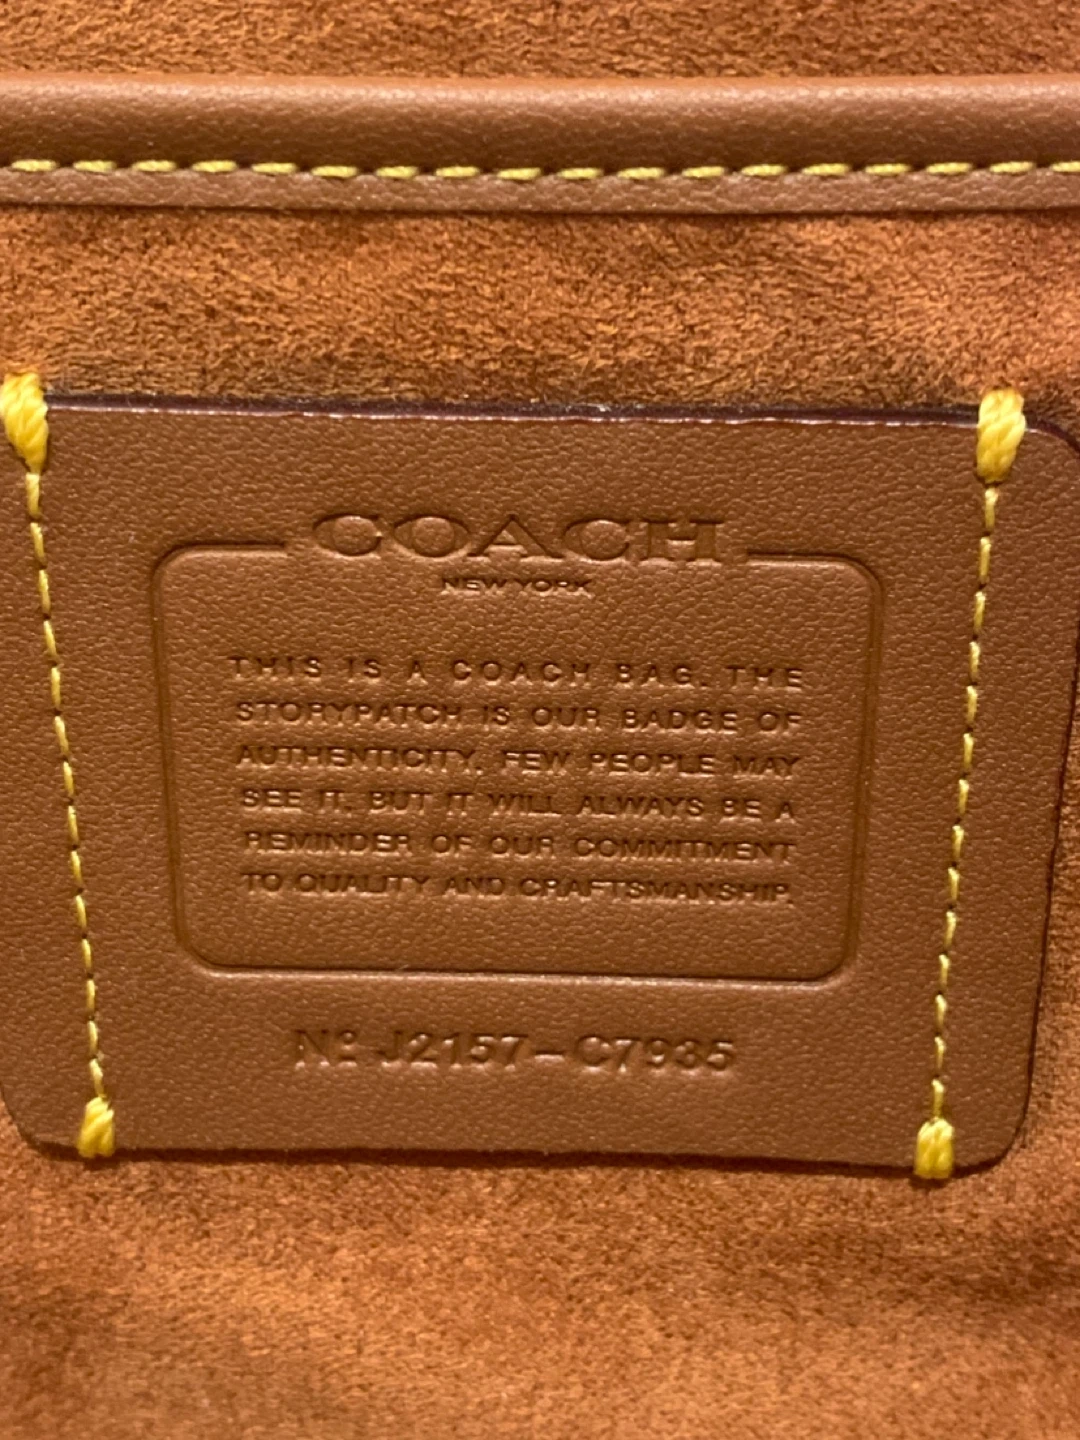 COACH
NEW YORK
THIS IS A COACH BAG. THE
STORYPATCH IS OUR BADGE OF
AUTHENTICITY. FEW PEOPLE MAY
SEE IT, BUT IT WILL ALWAYS BE A
REMINDER OF OUR COMMITMENT
TO QUALITY AND CRAFTSMANSHIP.
Nº J2157-C7935